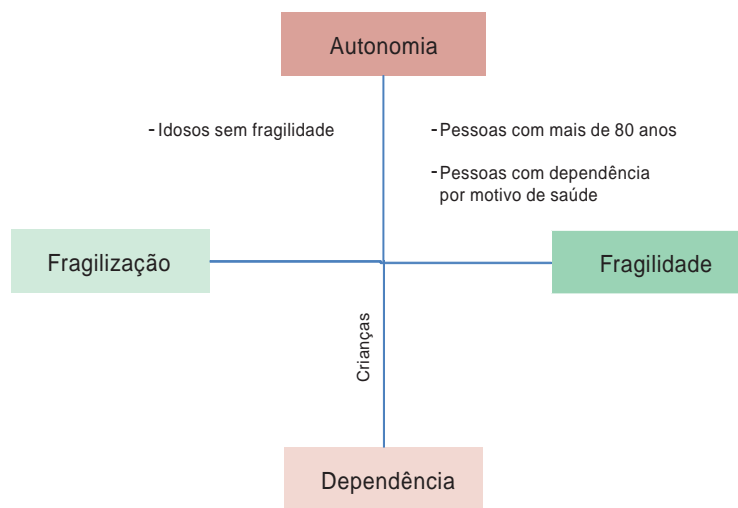 Autonomia
- Idosos sem fragilidade
- Pessoas com mais de 80 anos
- Pessoas com dependência
por motivo de saúde
Fragilização
Fragilidade
Crianças
Dependência